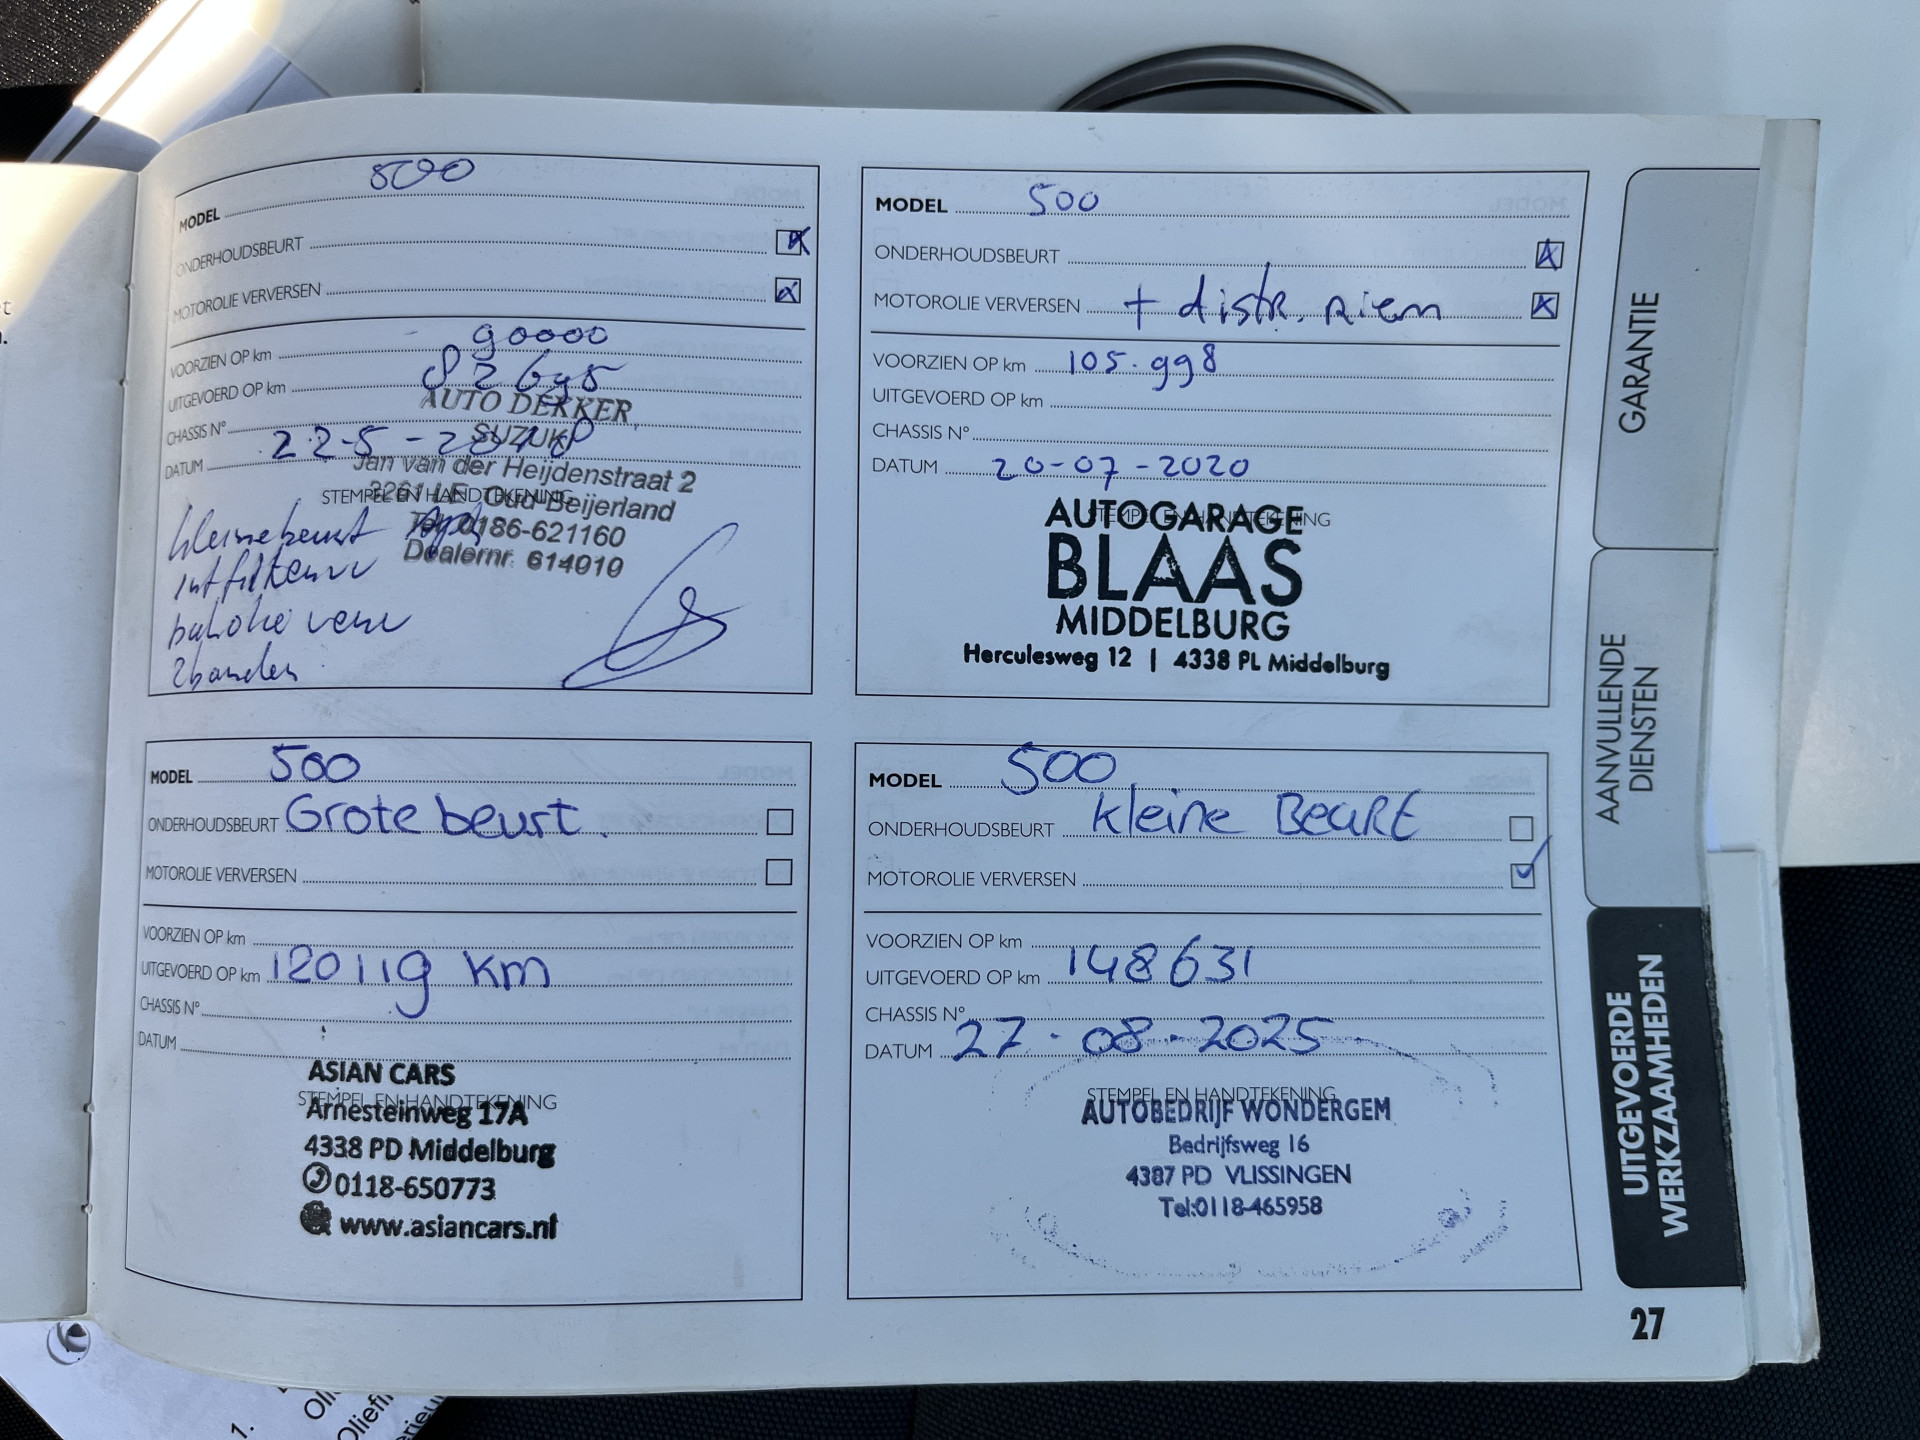 MODEL 500
ONDERHOUDSBEURT
MOTOROLIE VERVERSEN
VOORZIEN OP km 90000
UITGEVOERD OP km 82695
CHASSIS N°
DATUM 22-5-
STEMPEL EN HANDTEKENING
AUTO DEKKER
SUZUKI
Jan van der Heijdenstraat 2
Oud-Beijerland
Tel. 0186-621160
Dealernr. 614010
kleine beurt
2 banden
MODEL 500
ONDERHOUDSBEURT
MOTOROLIE VERVERSEN + distr. riem
VOORZIEN OP km 105.998
UITGEVOERD OP km
CHASSIS N°
DATUM 20-07-2020
STEMPEL EN HANDTEKENING
AUTOGARAGE
BLAAS
MIDDELBURG
Herculesweg 12 | 4338 PL Middelburg
MODEL 500
ONDERHOUDSBEURT Grote beurt.
MOTOROLIE VERVERSEN
VOORZIEN OP km
UITGEVOERD OP km 120119 km
CHASSIS N°
DATUM
STEMPEL EN HANDTEKENING
ASIAN CARS
Arnesteinweg 17A
4338 PD Middelburg
0118-650773
www.asiancars.nl
MODEL 500
ONDERHOUDSBEURT kleine Beurt
MOTOROLIE VERVERSEN
VOORZIEN OP km
UITGEVOERD OP km 148631
CHASSIS N°
DATUM 27-08-2025
STEMPEL EN HANDTEKENING
AUTOBEDRIJF WONDERGEM
Bedrijfsweg 16
4387 PD VLISSINGEN
Tel:0118-465958
GARANTIE
AANVULLENDE
DIENSTEN
UITGEVOERDE
WERKZAAMHEDEN
27
1.